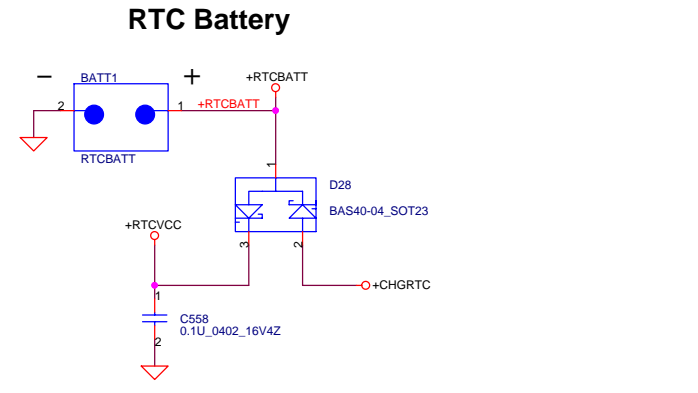 RTC Battery
− BATT1 + +RTCBATT
2 1 +RTCBATT
RTCBATT
1
D28
BAS40-04_SOT23
+RTCVCC
3 2
+CHGRTC
1
C558
0.1U_0402_16V4Z
2